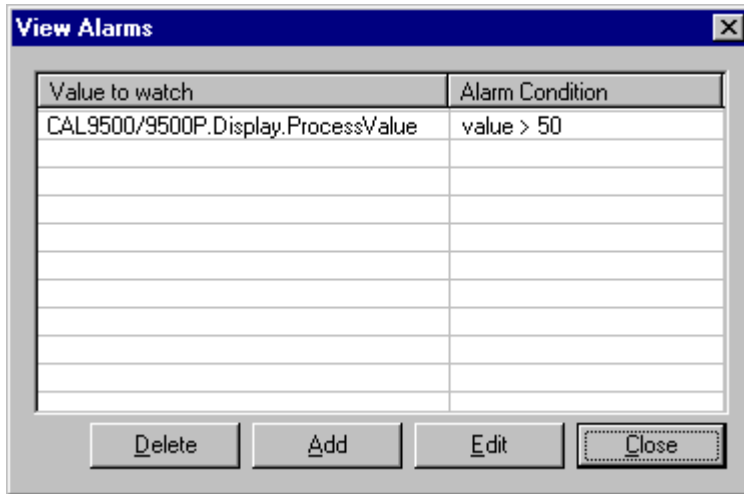 View Alarms
Value to watch Alarm Condition
CAL9500/9500P.Display.ProcessValue value > 50
Delete Add Edit Close